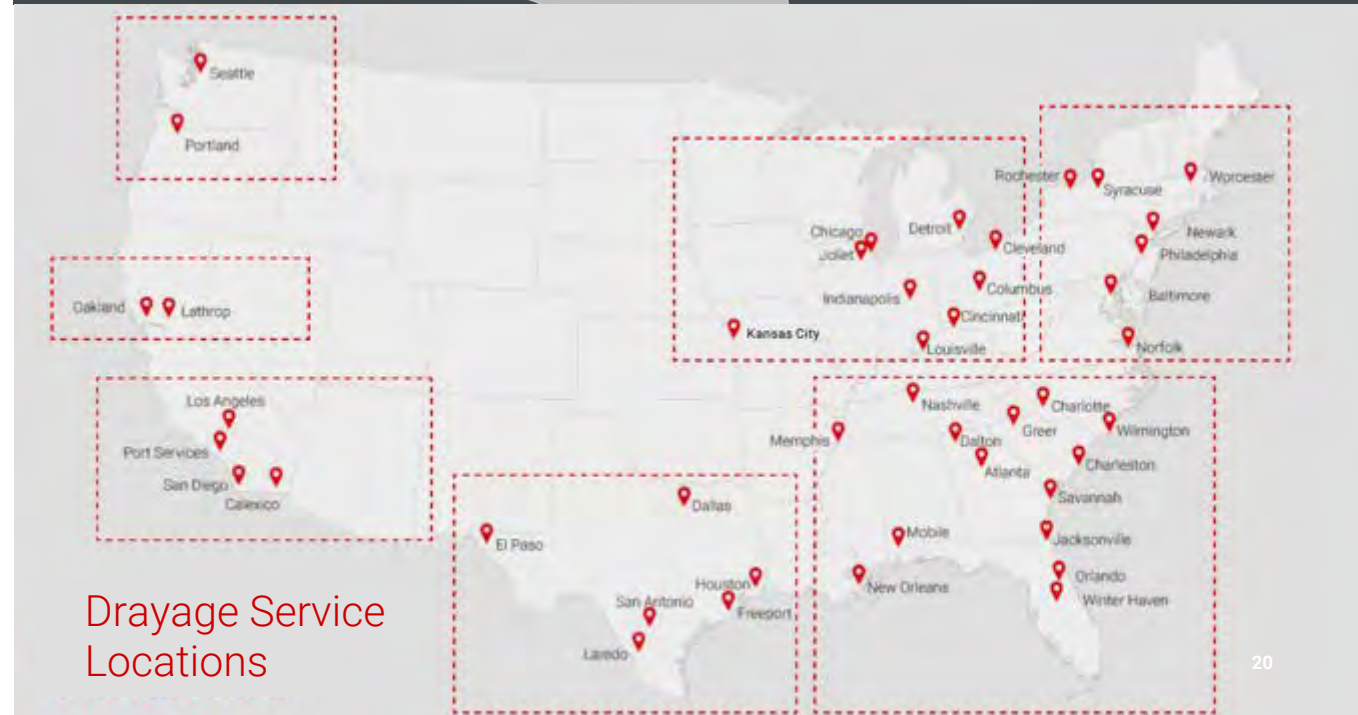 Seattle
Portland
Rochester
Syracuse
Worcester
Chicago
Detroit
Newark
Joliet
Cleveland
Philadelphia
Indianapolis
Columbus
Baltimore
Oakland
Lathrop
Cincinnati
Kansas City
Louisville
Norfolk
Los Angeles
Nashville
Charlotte
Port Services
Memphis
Dalton
Greer
Wilmington
San Diego
Atlanta
Charleston
Calexico
Dallas
Savannah
El Paso
Mobile
Jacksonville
Houston
New Orleans
Orlando
San Antonio
Freeport
Winter Haven
Laredo
Drayage Service
Locations
20